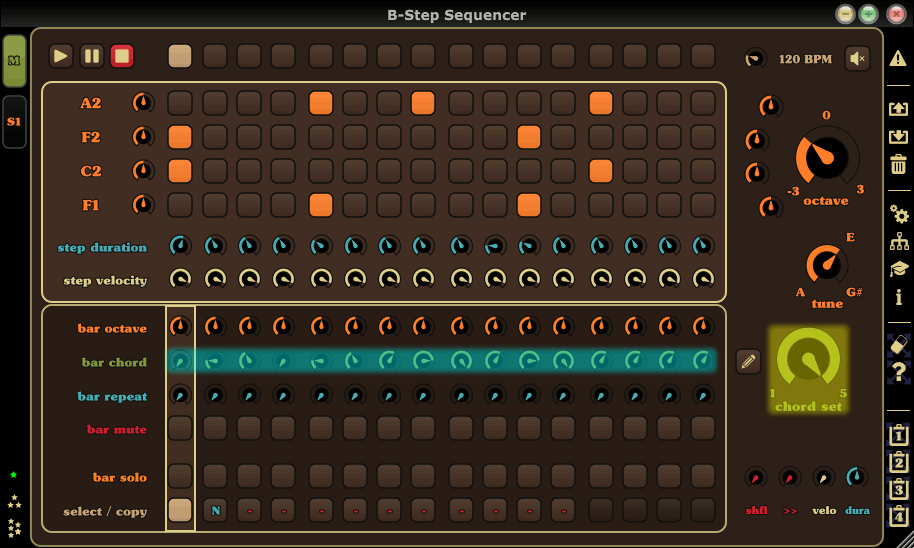 B-Step Sequencer
M
120 BPM
S1
A2
F2
C2
F1
0
-3
3
octave
step duration
step velocity
E
A
G#
tune
bar octave
bar chord
bar repeat
bar mute
1
5
chord set
bar solo
select / copy
N
shfl
>>
velo
dura
i
?
1
2
3
4